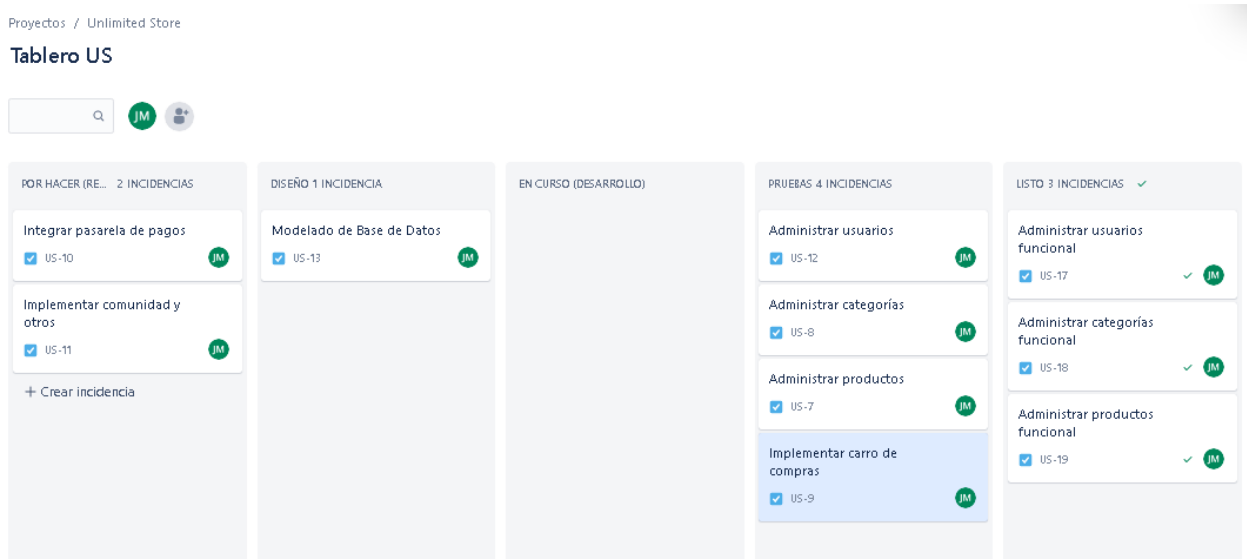 Proyectos / Unlimited Store
Tablero US
JM
POR HACER (RE... 2 INCIDENCIAS
Integrar pasarela de pagos
US-10 JM
Implementar comunidad y
otros
US-11 JM
+ Crear incidencia
DISEÑO 1 INCIDENCIA
Modelado de Base de Datos
US-13 JM
EN CURSO (DESARROLLO)
PRUEBAS 4 INCIDENCIAS
Administrar usuarios
US-12 JM
Administrar categorías
US-8 JM
Administrar productos
US-7 JM
Implementar carro de
compras
US-9 JM
LISTO 3 INCIDENCIAS
Administrar usuarios
funcional
US-17 JM
Administrar categorías
funcional
US-18 JM
Administrar productos
funcional
US-19 JM